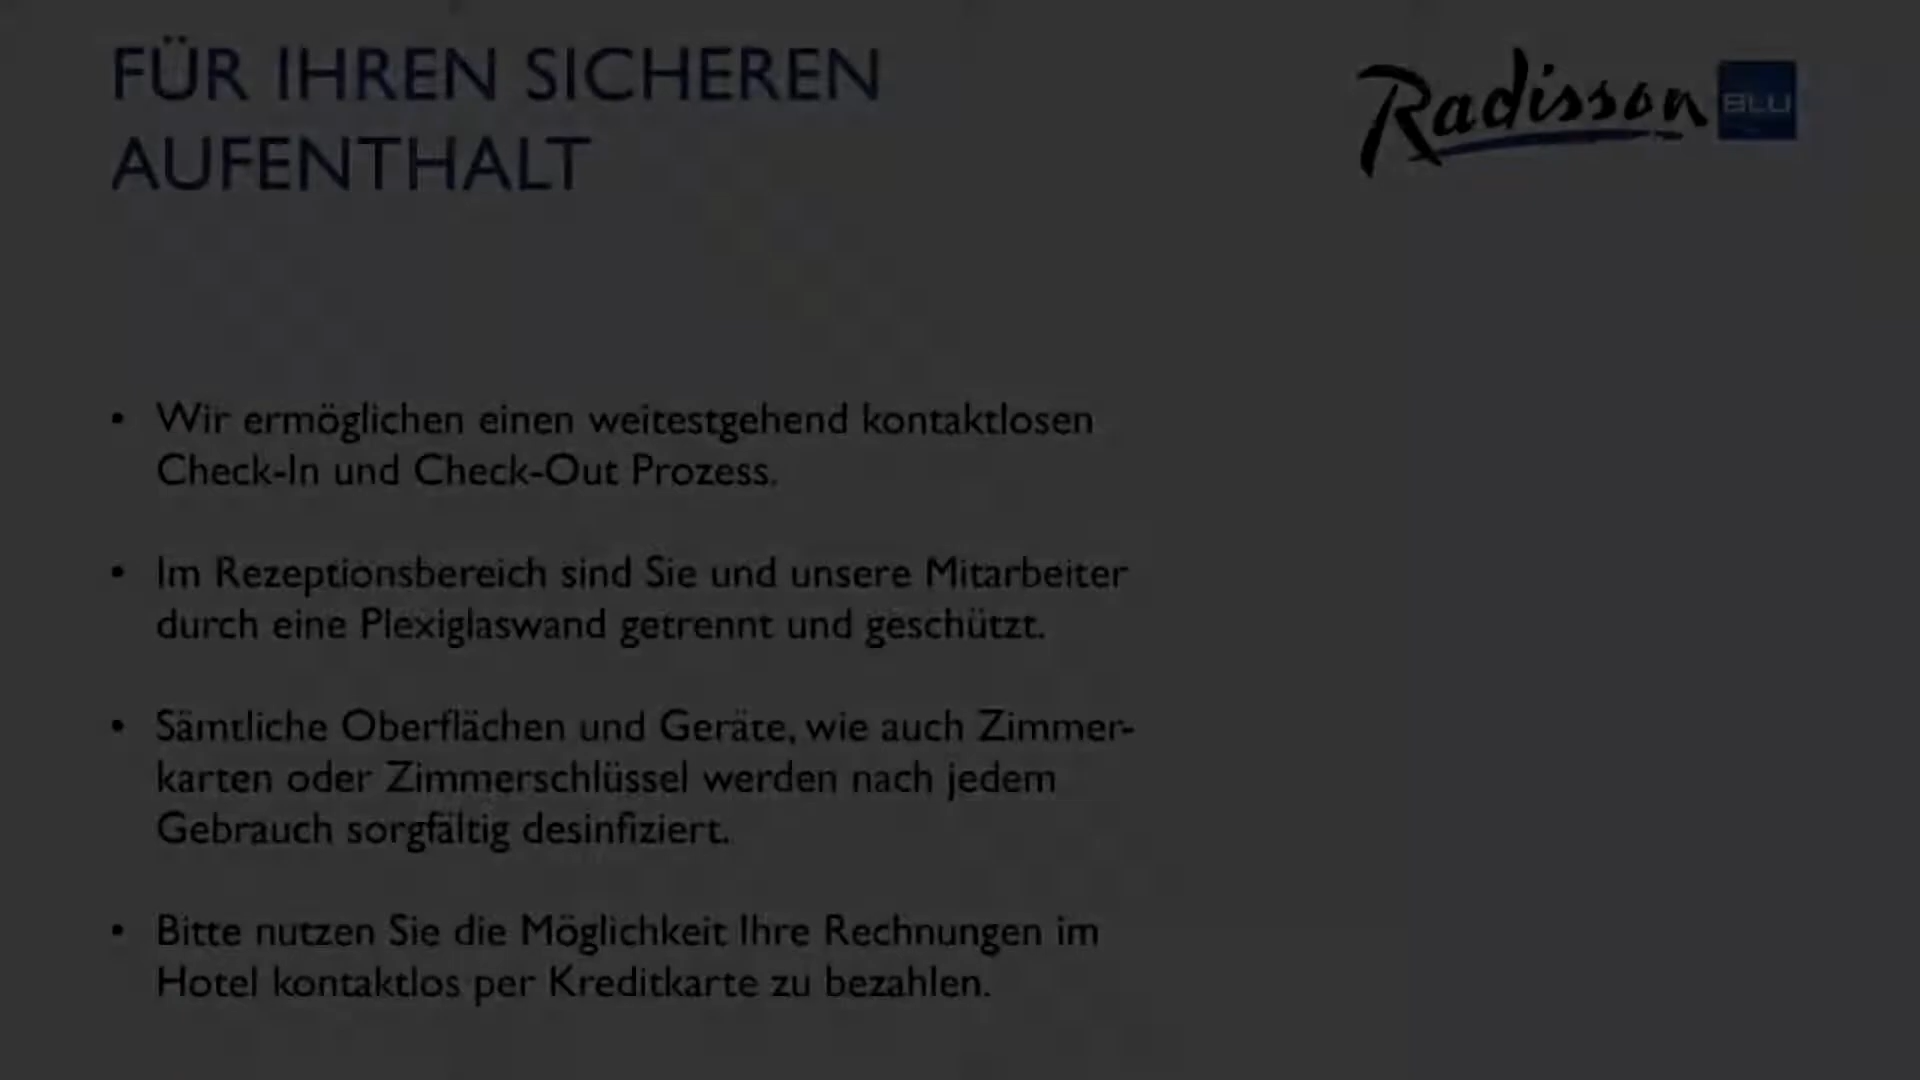 FÜR IHREN SICHEREN
AUFENTHALT
Radisson BLU
• Wir ermöglichen einen weitestgehend kontaktlosen
Check-In und Check-Out Prozess.
• Im Rezeptionsbereich sind Sie und unsere Mitarbeiter
durch eine Plexiglaswand getrennt und geschützt.
• Sämtliche Oberflächen und Geräte, wie auch Zimmer-
karten oder Zimmerschlüssel werden nach jedem
Gebrauch sorgfältig desinfiziert.
• Bitte nutzen Sie die Möglichkeit Ihre Rechnungen im
Hotel kontaktlos per Kreditkarte zu bezahlen.